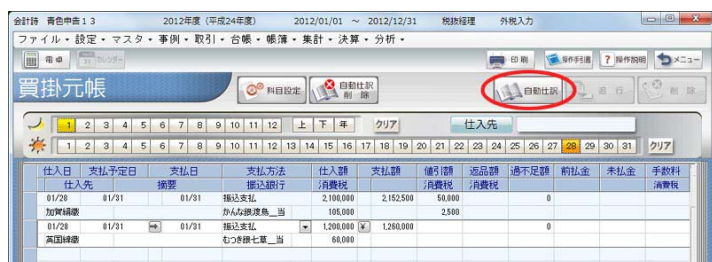 会計詩 青色申告13 2012年度（平成24年度） 2012/01/01 ～ 2012/12/31 税抜経理 外税入力
ファイル・設定・マスタ・事例・取引・台帳・帳簿・集計・決算・分析・
電卓 カレンダー 印刷 操作手引書 ? 操作説明 メニュー
買掛元帳 科目設定 自動仕訳削除 自動仕訳 実行 削除
1 2 3 4 5 6 7 8 9 10 11 12 上 下 年 クリア 仕入先
1 2 3 4 5 6 7 8 9 10 11 12 13 14 15 16 17 18 19 20 21 22 23 24 25 26 27 28 29 30 31 クリア
仕入日 支払予定日 支払日 支払方法 仕入額 支払額 値引額 返品額 過不足額 前払金 未払金 手数料
仕入先 摘要 振込銀行 消費税 消費税 消費税 消費税
01/28 01/31 01/31 振込支払 2,100,000 2,152,500 50,000 0
加賀絹織 かんな銀渡鳥__当 105,000 2,500
01/28 01/31 01/31 振込支払 1,200,000 ¥ 1,260,000 0
英国綿織 むつき銀七草__当 60,000